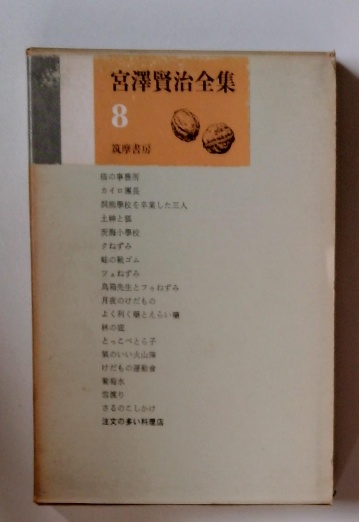 宮澤賢治全集
8
筑摩書房
猫の事務所
カイロ團長
洞熊學校を卒業した三人
土神と狐
茨海小學校
クねずみ
蛙の靴ゴム
ツェねずみ
鳥箱先生とフゥねずみ
月夜のけだもの
よく利く藥とえらい藥
林の底
とっこべとら子
氣のいい火山彈
けだもの運動會
葡萄水
雪渡り
さるのこしかけ
注文の多い料理店